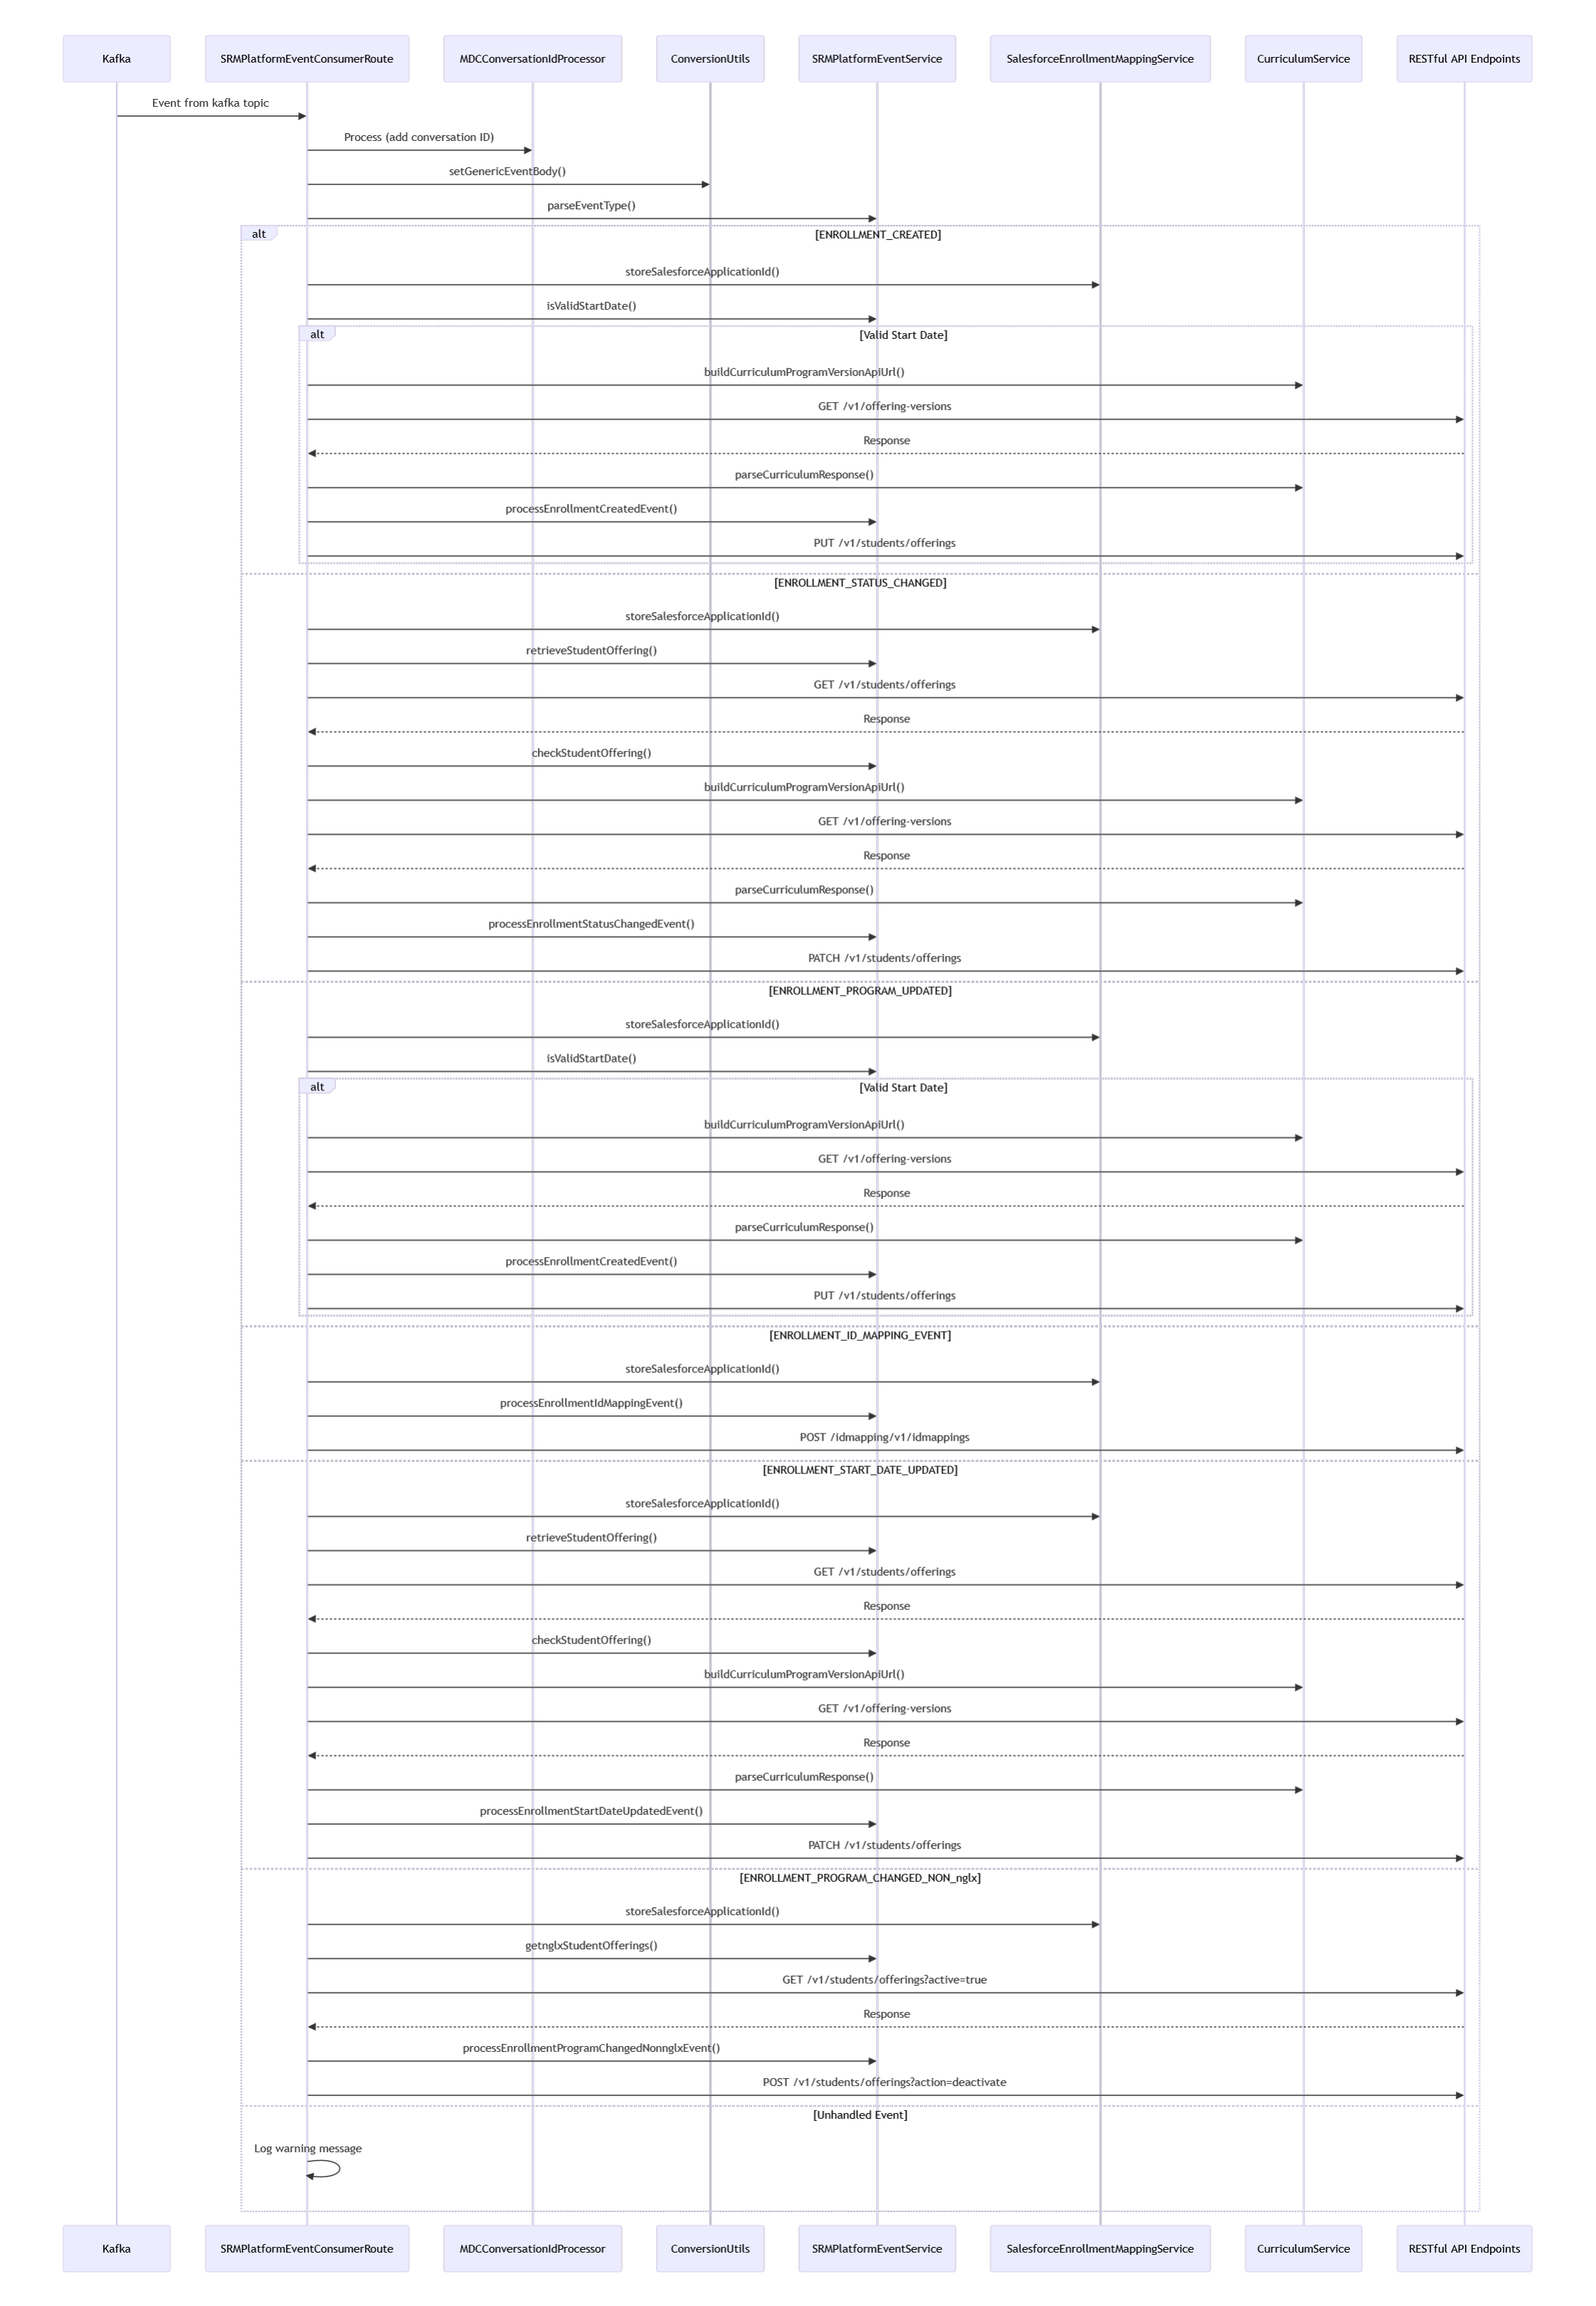 Kafka
SRMPlatformEventConsumerRoute
MDCConversationIdProcessor
ConversionUtils
SRMPlatformEventService
SalesforceEnrollmentMappingService
CurriculumService
RESTful API Endpoints
Event from kafka topic
Process (add conversation ID)
setGenericEventBody()
parseEventType()
alt
[ENROLLMENT_CREATED]
storeSalesforceApplicationId()
isValidStartDate()
alt
[Valid Start Date]
buildCurriculumProgramVersionApiUrl()
GET /v1/offering-versions
Response
parseCurriculumResponse()
processEnrollmentCreatedEvent()
PUT /v1/students/offerings
[ENROLLMENT_STATUS_CHANGED]
storeSalesforceApplicationId()
retrieveStudentOffering()
GET /v1/students/offerings
Response
checkStudentOffering()
buildCurriculumProgramVersionApiUrl()
GET /v1/offering-versions
Response
parseCurriculumResponse()
processEnrollmentStatusChangedEvent()
PATCH /v1/students/offerings
[ENROLLMENT_PROGRAM_UPDATED]
storeSalesforceApplicationId()
isValidStartDate()
alt
[Valid Start Date]
buildCurriculumProgramVersionApiUrl()
GET /v1/offering-versions
Response
parseCurriculumResponse()
processEnrollmentCreatedEvent()
PUT /v1/students/offerings
[ENROLLMENT_ID_MAPPING_EVENT]
storeSalesforceApplicationId()
processEnrollmentIdMappingEvent()
POST /idmapping/v1/idmappings
[ENROLLMENT_START_DATE_UPDATED]
storeSalesforceApplicationId()
retrieveStudentOffering()
GET /v1/students/offerings
Response
checkStudentOffering()
buildCurriculumProgramVersionApiUrl()
GET /v1/offering-versions
Response
parseCurriculumResponse()
processEnrollmentStartDateUpdatedEvent()
PATCH /v1/students/offerings
[ENROLLMENT_PROGRAM_CHANGED_NON_nglx]
storeSalesforceApplicationId()
getnglxStudentOfferings()
GET /v1/students/offerings?active=true
Response
processEnrollmentProgramChangedNonnglxEvent()
POST /v1/students/offerings?action=deactivate
[Unhandled Event]
Log warning message
Kafka
SRMPlatformEventConsumerRoute
MDCConversationIdProcessor
ConversionUtils
SRMPlatformEventService
SalesforceEnrollmentMappingService
CurriculumService
RESTful API Endpoints